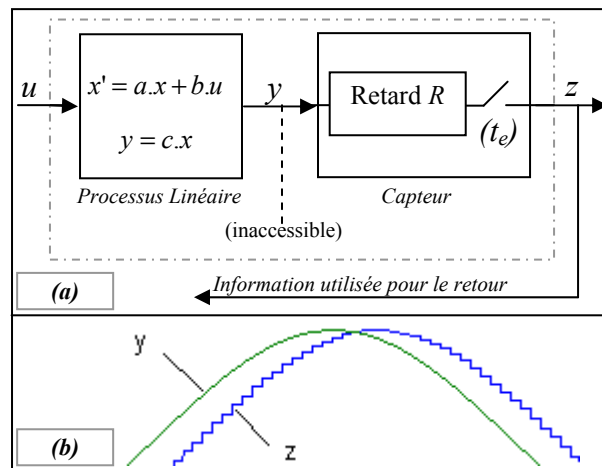 u
x' = a.x + b.u
y = c.x
Processus Linéaire
y
(inaccessible)
Retard R
(tₑ)
Capteur
z
Information utilisée pour le retour
(a)
y
z
(b)